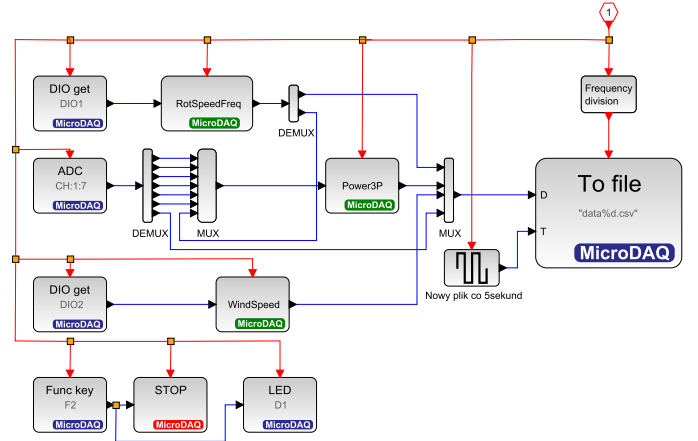 1
DIO get
DIO1
MicroDAQ
RotSpeedFreq
MicroDAQ
DEMUX
Frequency
division
ADC
CH:1:7
MicroDAQ
DEMUX
MUX
Power3P
MicroDAQ
MUX
To file
"data%d.csv"
D
T
MicroDAQ
Nowy plik co 5sekund
DIO get
DIO2
MicroDAQ
WindSpeed
MicroDAQ
Func key
F2
MicroDAQ
STOP
MicroDAQ
LED
D1
MicroDAQ